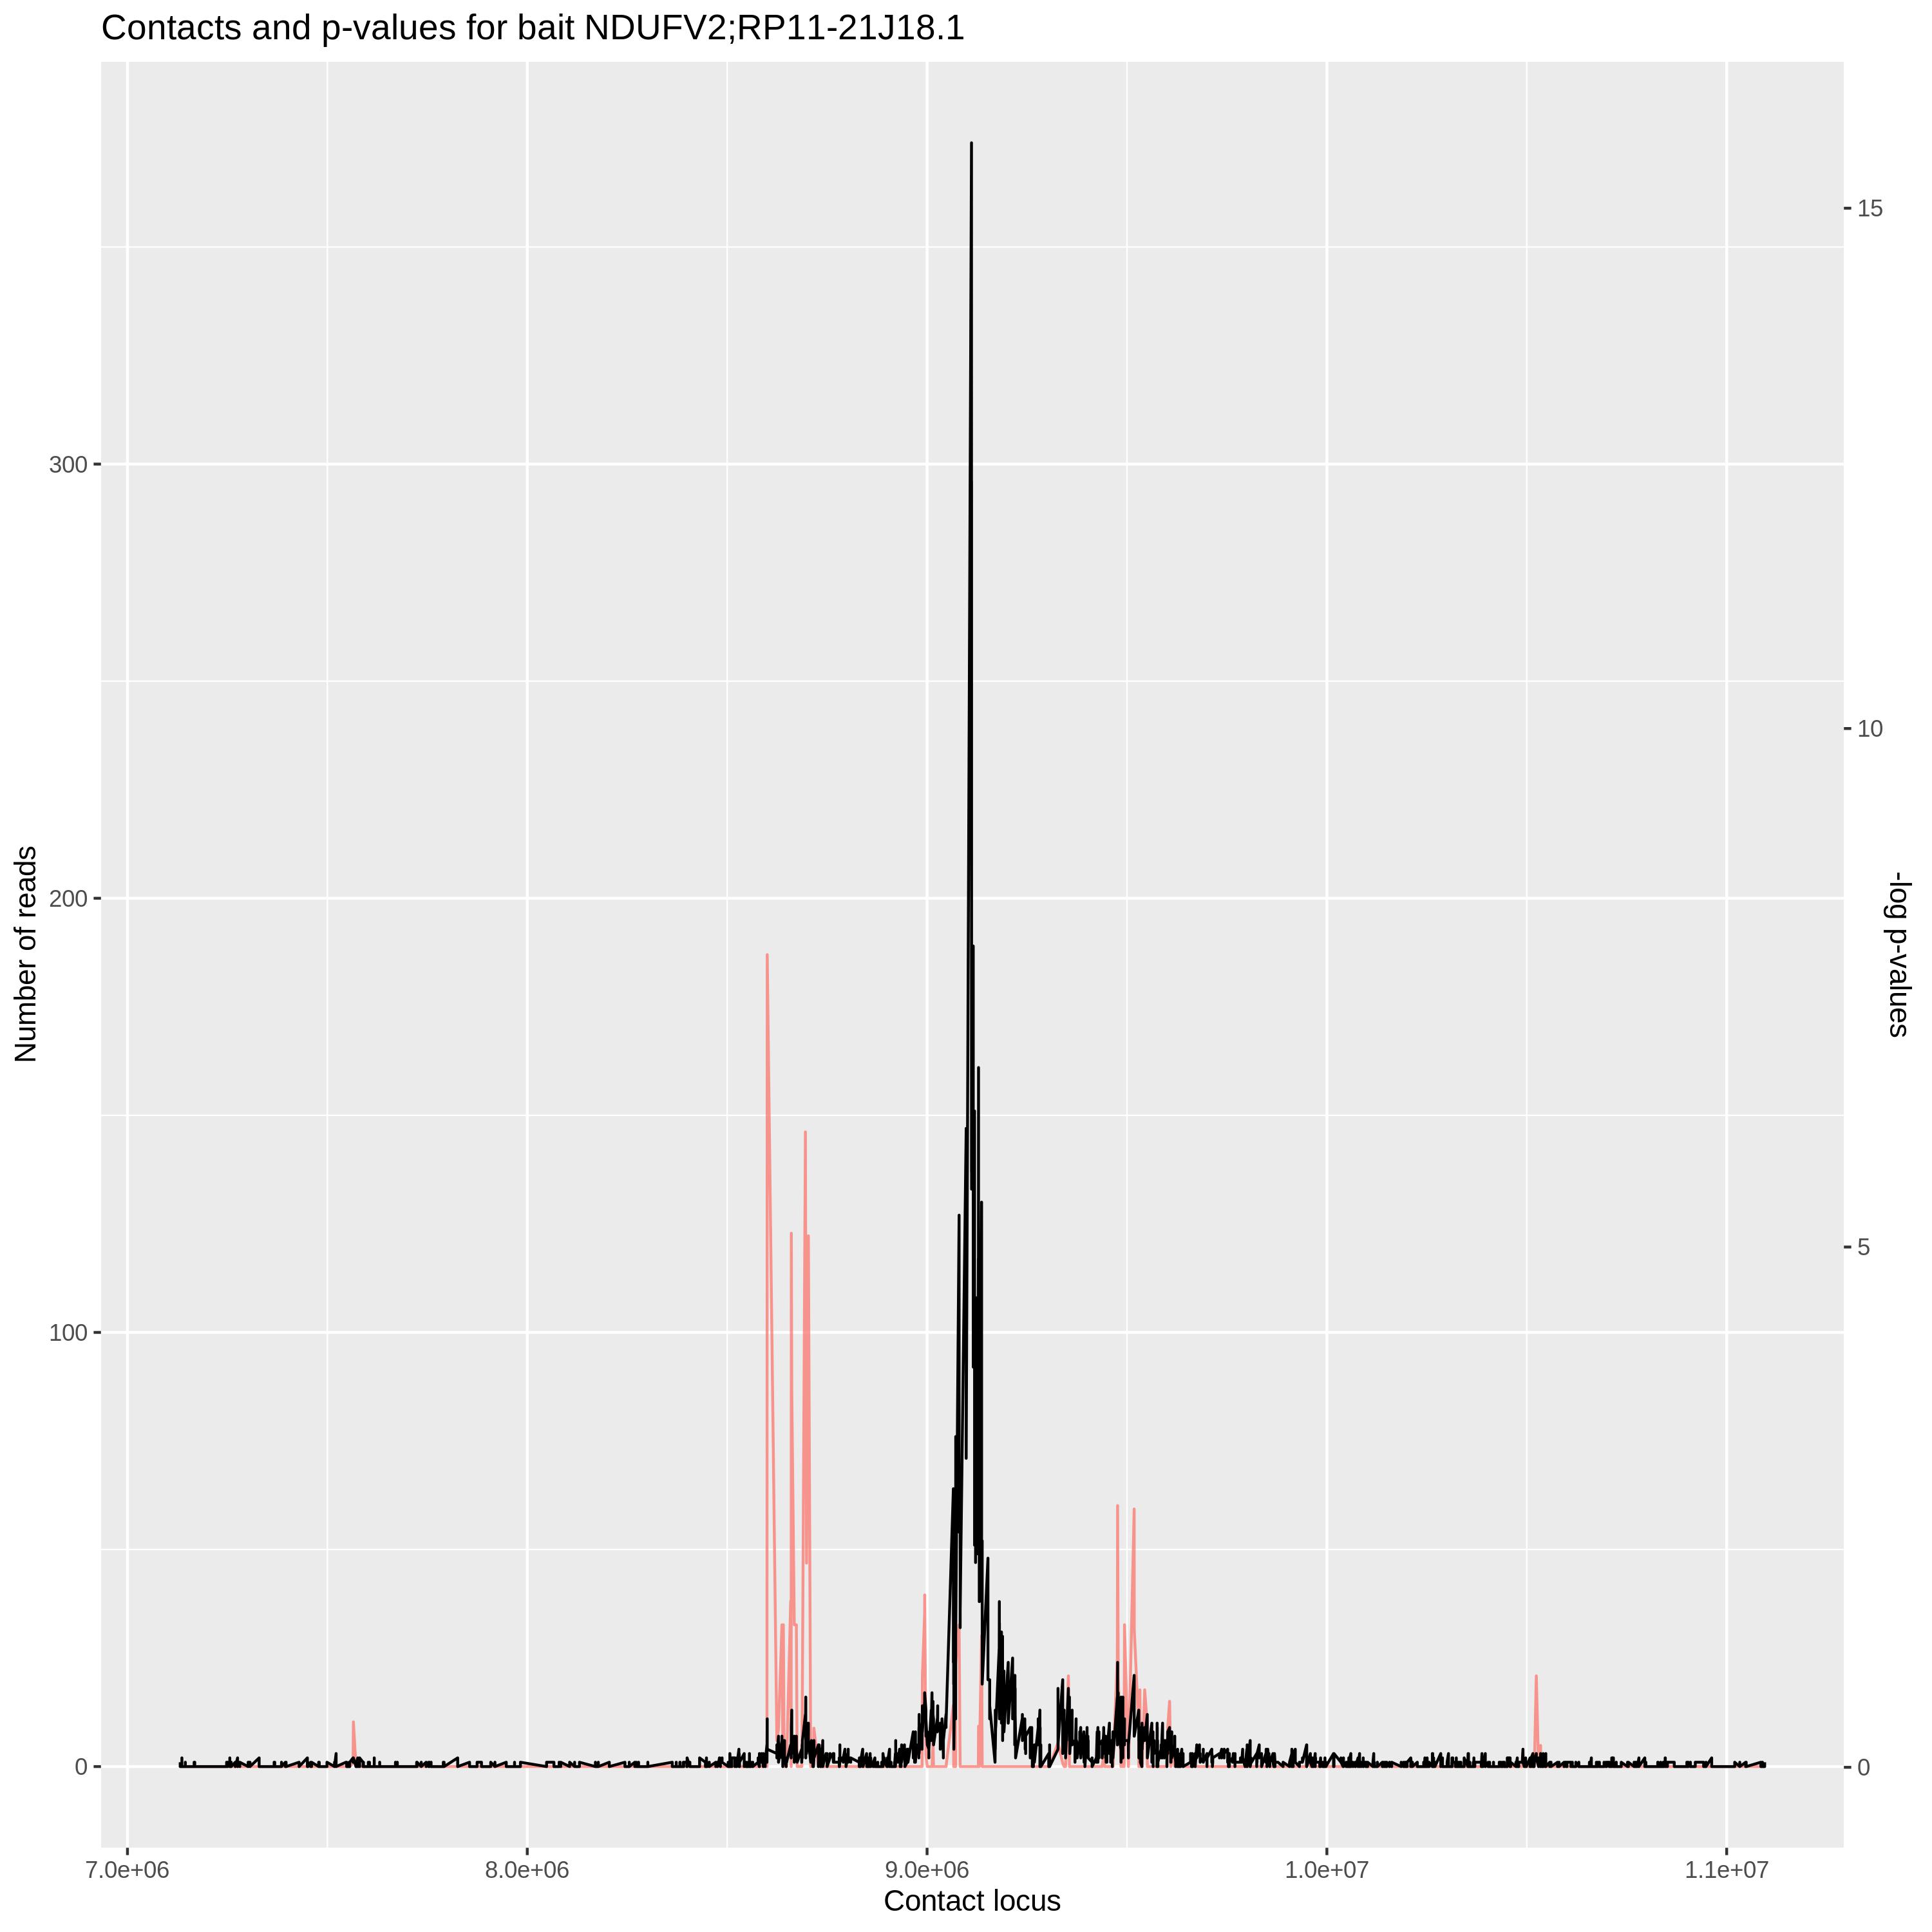 Contacts and p-values for bait NDUFV2;RP11-21J18.1
Number of reads
300
200
100
0
15
10
5
0
-log p-values
7.0e+06
8.0e+06
9.0e+06
1.0e+07
1.1e+07
Contact locus